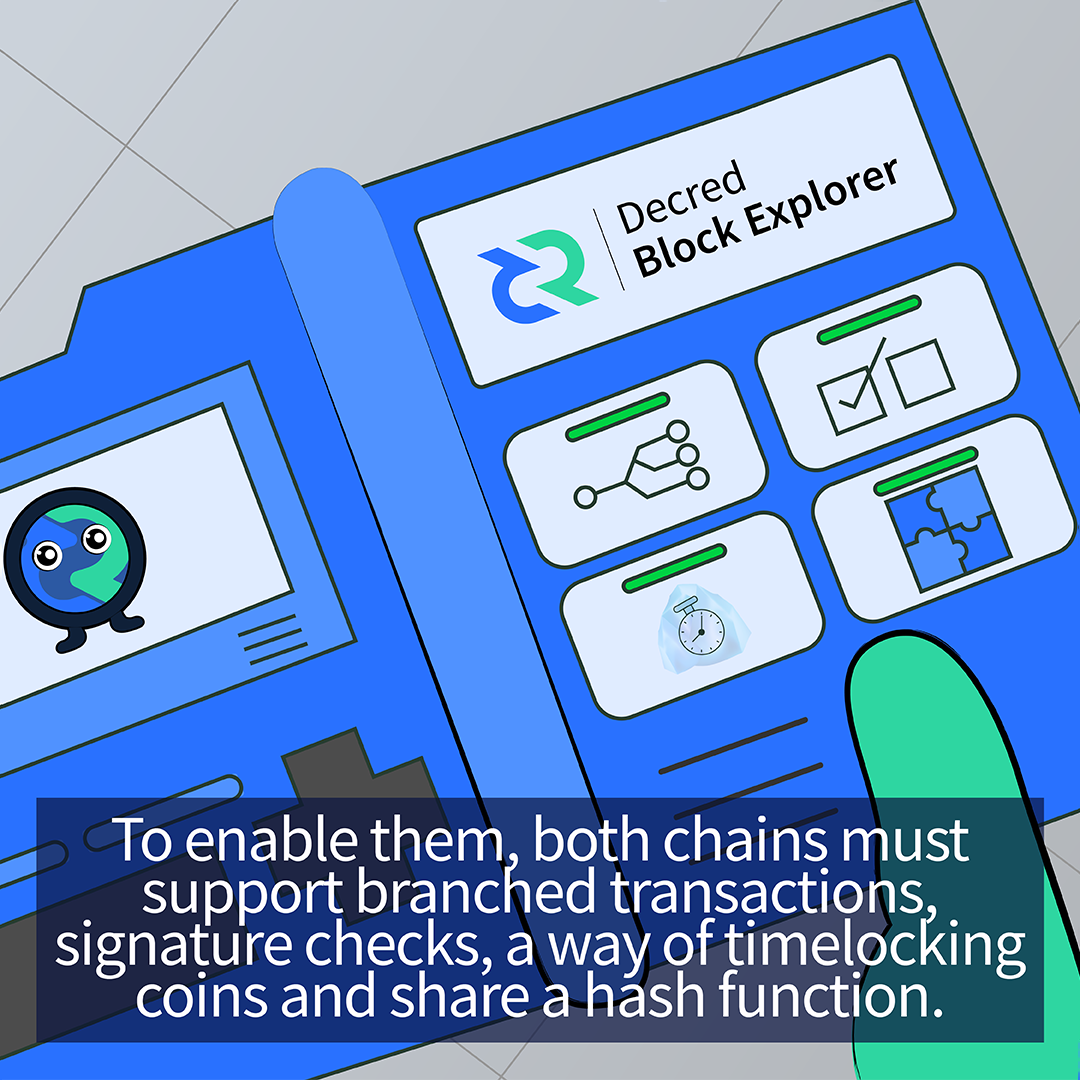 Decred
Block Explorer
To enable them, both chains must
support branched transactions,
signature checks, a way of timelocking
coins and share a hash function.